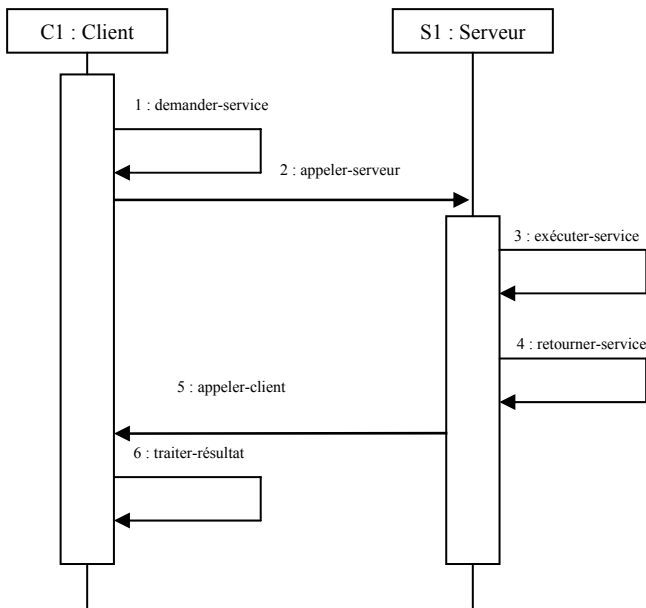 C1 : Client
S1 : Serveur
1 : demander-service
2 : appeler-serveur
3 : exécuter-service
4 : retourner-service
5 : appeler-client
6 : traiter-résultat